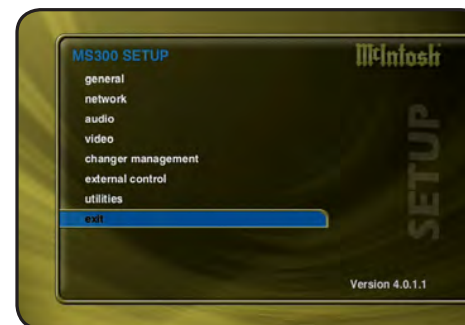 MS300 SETUP
McIntosh
general
network
audio
video
changer management
external control
utilities
exit
SETUP
Version 4.0.1.1